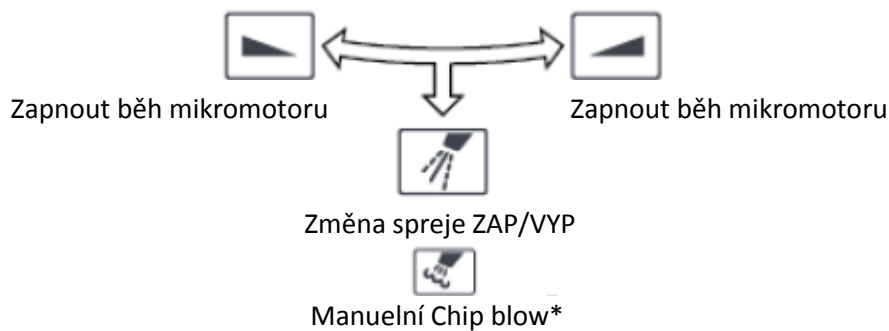 Zapnout běh mikromotoru Zapnout běh mikromotoru
Změna spreje ZAP/VYP
Manuelní Chip blow*